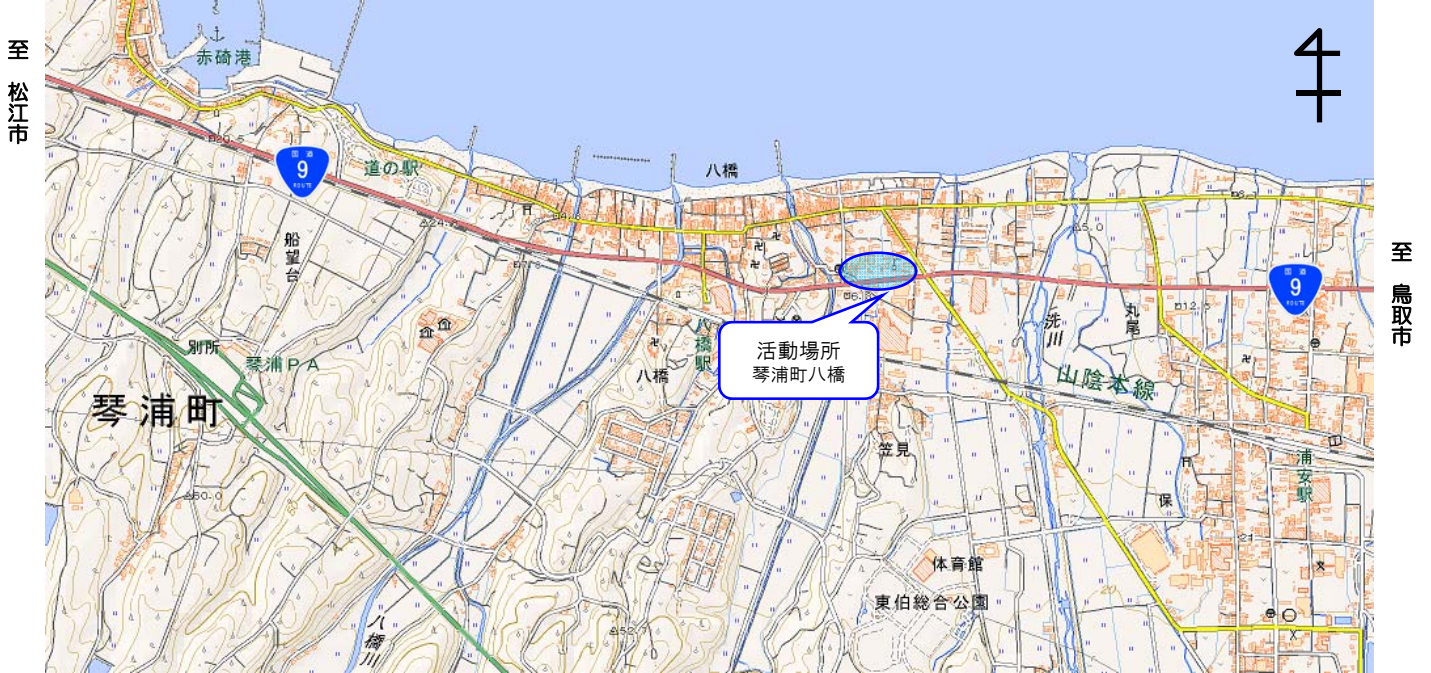 至 松江市
赤碕港
国道
9
ROUTE
道の駅
八橋
船望台
別所
琴浦PA
琴浦町
八橋
八橋駅
活動場所
琴浦町八橋
洗川
丸尾
山陰本線
国道
9
ROUTE
至 鳥取市
笠見
保
浦安駅
体育館
東伯総合公園
八橋川